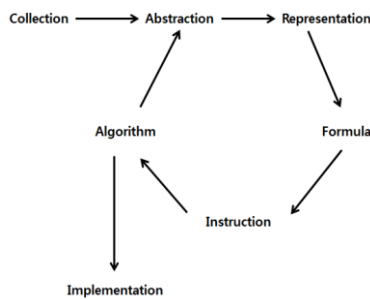 Collection Abstraction Representation
Algorithm Formula
Instruction
Implementation